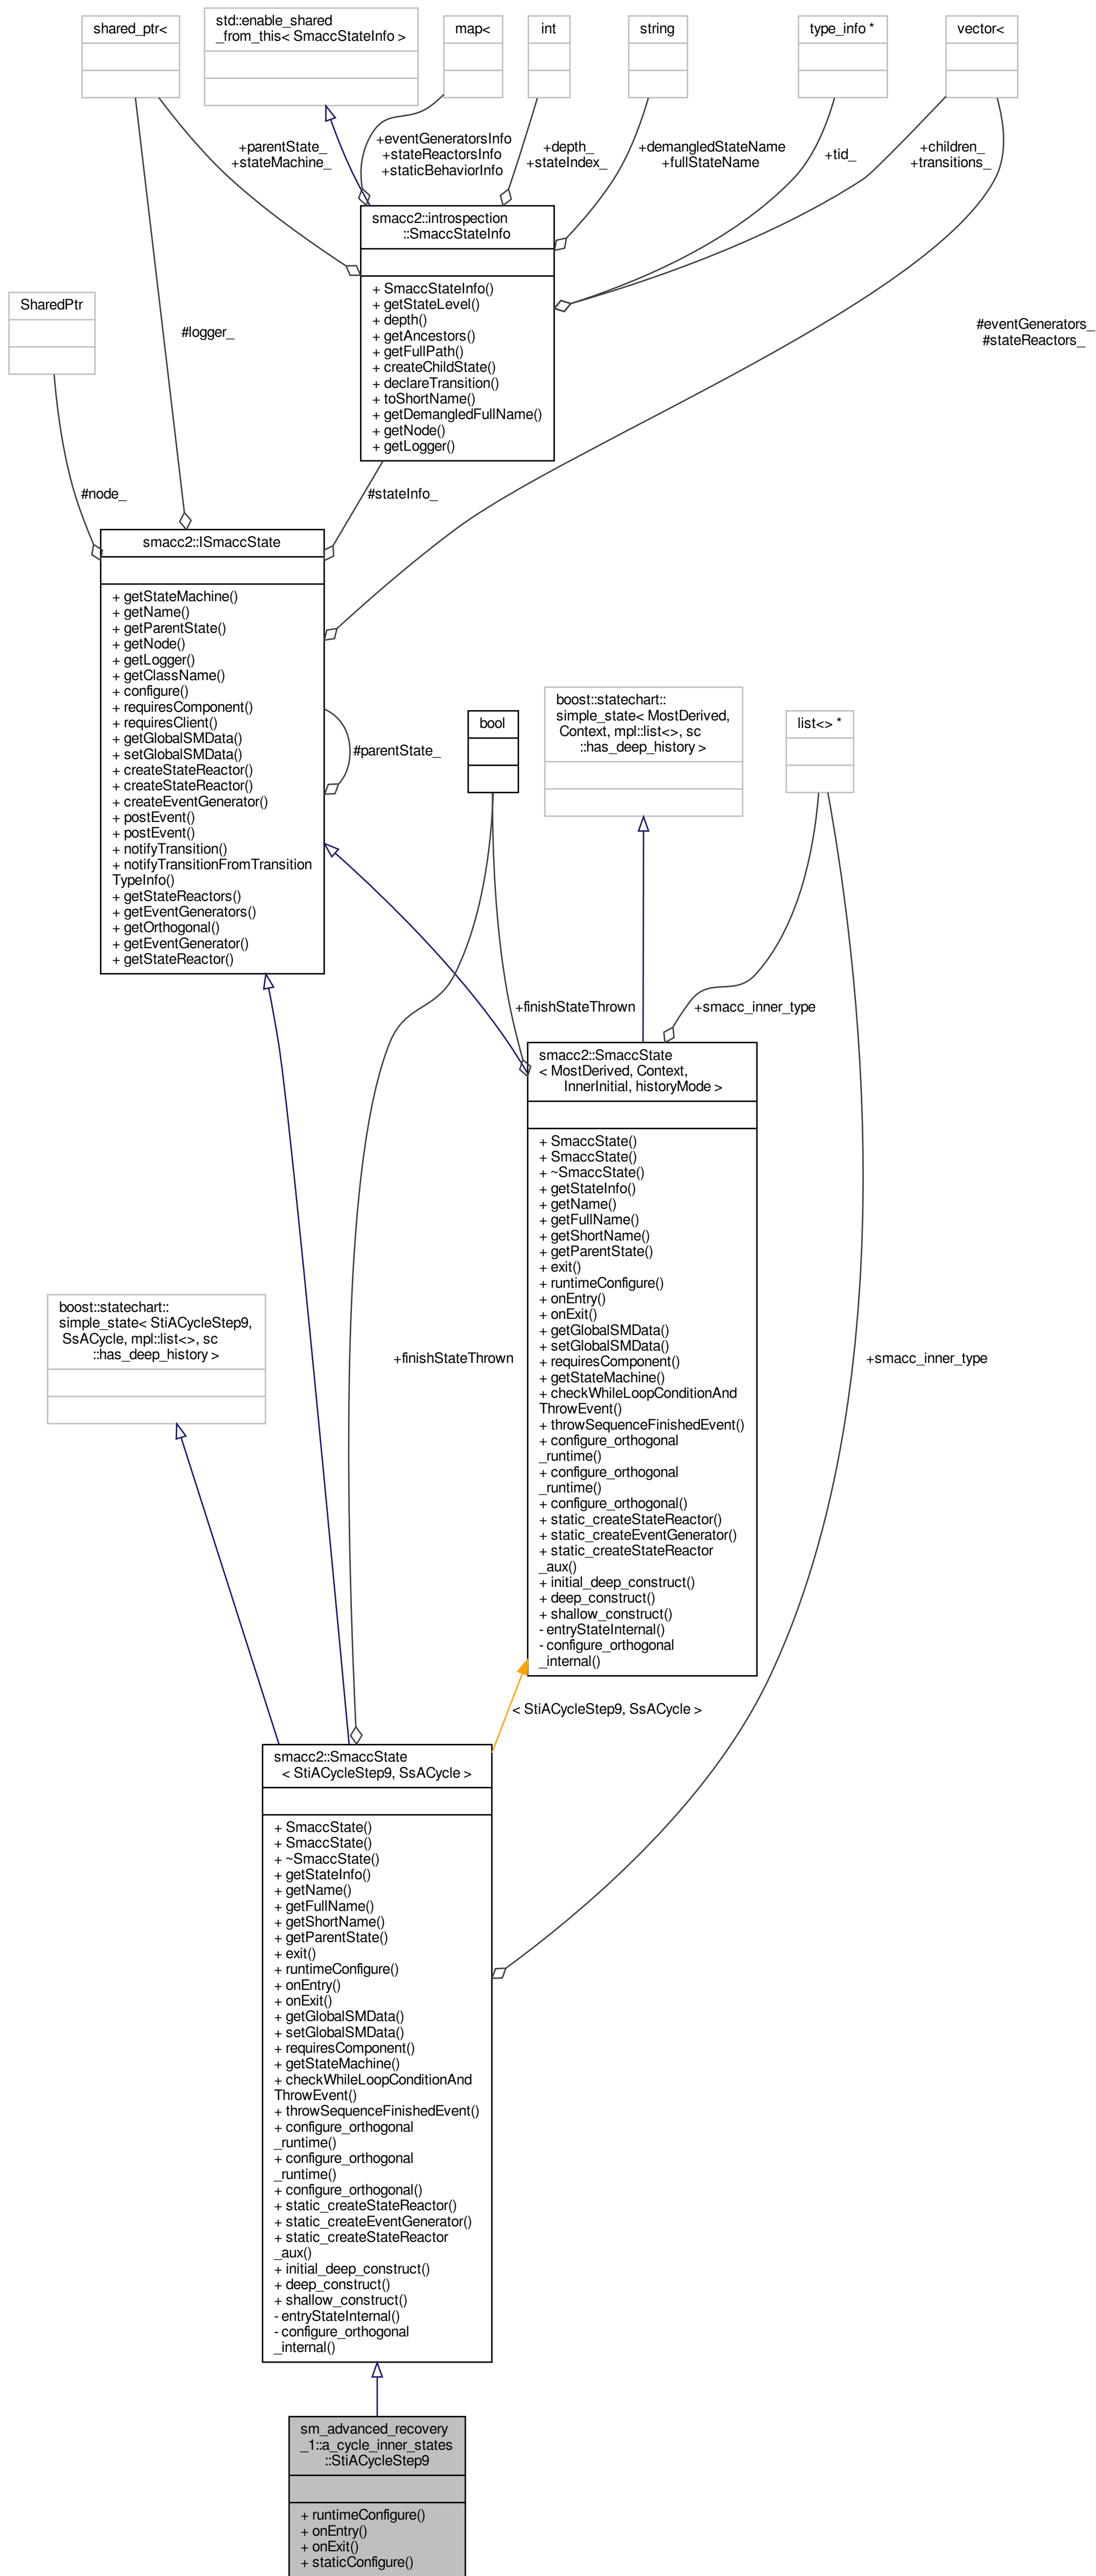 shared_ptr<
std::enable_shared
_from_this< SmaccStateInfo >
map<
int
string
type_info *
vector<
+parentState_
+stateMachine_
+eventGeneratorsInfo
+stateReactorsInfo
+staticBehaviorInfo
+depth_
+stateIndex_
+demangledStateName
+fullStateName
+tid_
+children_
+transitions_
smacc2::introspection
::SmaccStateInfo
+ SmaccStateInfo()
+ getStateLevel()
+ depth()
+ getAncestors()
+ getFullPath()
+ createChildState()
+ declareTransition()
+ toShortName()
+ getDemangledFullName()
+ getNode()
+ getLogger()
SharedPtr
#logger_
#eventGenerators_
#stateReactors_
#node_
#stateInfo_
smacc2::ISmaccState
+ getStateMachine()
+ getName()
+ getParentState()
+ getNode()
+ getLogger()
+ getClassName()
+ configure()
+ requiresComponent()
+ requiresClient()
+ getGlobalSMData()
+ setGlobalSMData()
+ createStateReactor()
+ createStateReactor()
+ createEventGenerator()
+ postEvent()
+ postEvent()
+ notifyTransition()
+ notifyTransitionFromTransition
TypeInfo()
+ getStateReactors()
+ getEventGenerators()
+ getOrthogonal()
+ getEventGenerator()
+ getStateReactor()
#parentState_
bool
boost::statechart::
simple_state< MostDerived,
Context, mpl::list<>, sc
::has_deep_history >
list<> *
+finishStateThrown
+smacc_inner_type
smacc2::SmaccState
< MostDerived, Context,
InnerInitial, historyMode >
+ SmaccState()
+ SmaccState()
+ ~SmaccState()
+ getStateInfo()
+ getName()
+ getFullName()
+ getShortName()
+ getParentState()
+ exit()
+ runtimeConfigure()
+ onEntry()
+ onExit()
+ getGlobalSMData()
+ setGlobalSMData()
+ requiresComponent()
+ getStateMachine()
+ checkWhileLoopConditionAnd
ThrowEvent()
+ throwSequenceFinishedEvent()
+ configure_orthogonal
_runtime()
+ configure_orthogonal
_runtime()
+ configure_orthogonal()
+ static_createStateReactor()
+ static_createEventGenerator()
+ static_createStateReactor
_aux()
+ initial_deep_construct()
+ deep_construct()
+ shallow_construct()
- entryStateInternal()
- configure_orthogonal
_internal()
boost::statechart::
simple_state< StiACycleStep9,
SsACycle, mpl::list<>, sc
::has_deep_history >
+finishStateThrown
+smacc_inner_type
< StiACycleStep9, SsACycle >
smacc2::SmaccState
< StiACycleStep9, SsACycle >
+ SmaccState()
+ SmaccState()
+ ~SmaccState()
+ getStateInfo()
+ getName()
+ getFullName()
+ getShortName()
+ getParentState()
+ exit()
+ runtimeConfigure()
+ onEntry()
+ onExit()
+ getGlobalSMData()
+ setGlobalSMData()
+ requiresComponent()
+ getStateMachine()
+ checkWhileLoopConditionAnd
ThrowEvent()
+ throwSequenceFinishedEvent()
+ configure_orthogonal
_runtime()
+ configure_orthogonal
_runtime()
+ configure_orthogonal()
+ static_createStateReactor()
+ static_createEventGenerator()
+ static_createStateReactor
_aux()
+ initial_deep_construct()
+ deep_construct()
+ shallow_construct()
- entryStateInternal()
- configure_orthogonal
_internal()
sm_advanced_recovery
_1::a_cycle_inner_states
::StiACycleStep9
+ runtimeConfigure()
+ onEntry()
+ onExit()
+ staticConfigure()